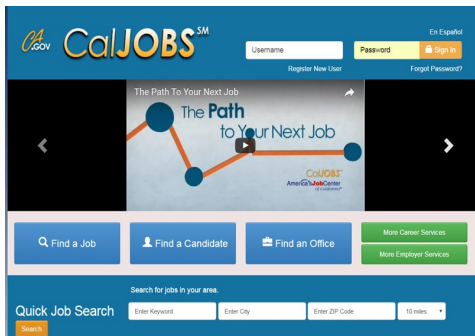 CA.GOV CalJOBS SM
En Español
Username
Password
Sign In
Register New User
Forgot Password?
The Path To Your Next Job
The Path
to Your Next Job
CalJOBS
America'sJobCenter
of California
Find a Job
Find a Candidate
Find an Office
More Career Services
More Employer Services
Search for jobs in your area.
Quick Job Search
Enter Keyword
Enter City
Enter ZIP Code
10 miles
Search